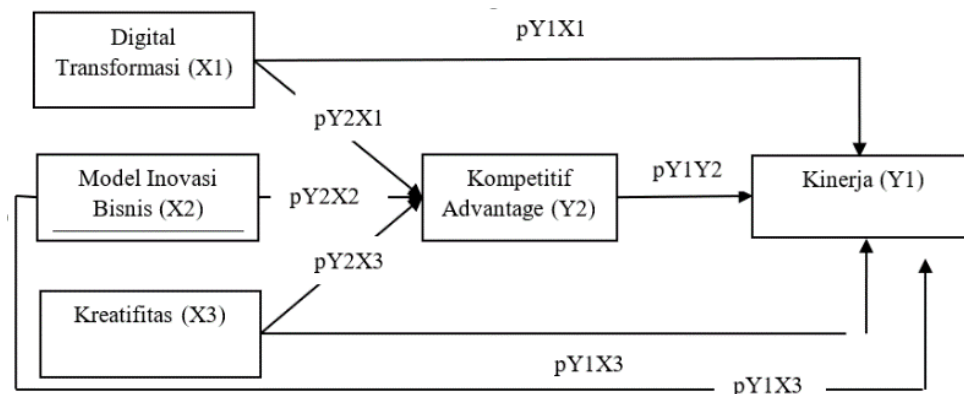 pY1X1
Digital
Transformasi (X1)
pY2X1
Model Inovasi
Bisnis (X2)
pY2X2
Kompetitif
Advantage (Y2)
pY1Y2
Kinerja (Y1)
pY2X3
Kreatifitas (X3)
pY1X3
pY1X3